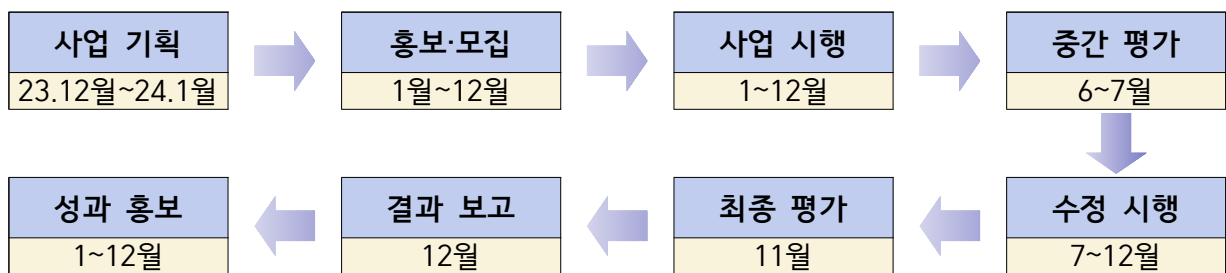 사업 기획
23.12월~24.1월
홍보·모집
1월~12월
사업 시행
1~12월
중간 평가
6~7월
수정 시행
7~12월
최종 평가
11월
결과 보고
12월
성과 홍보
1~12월